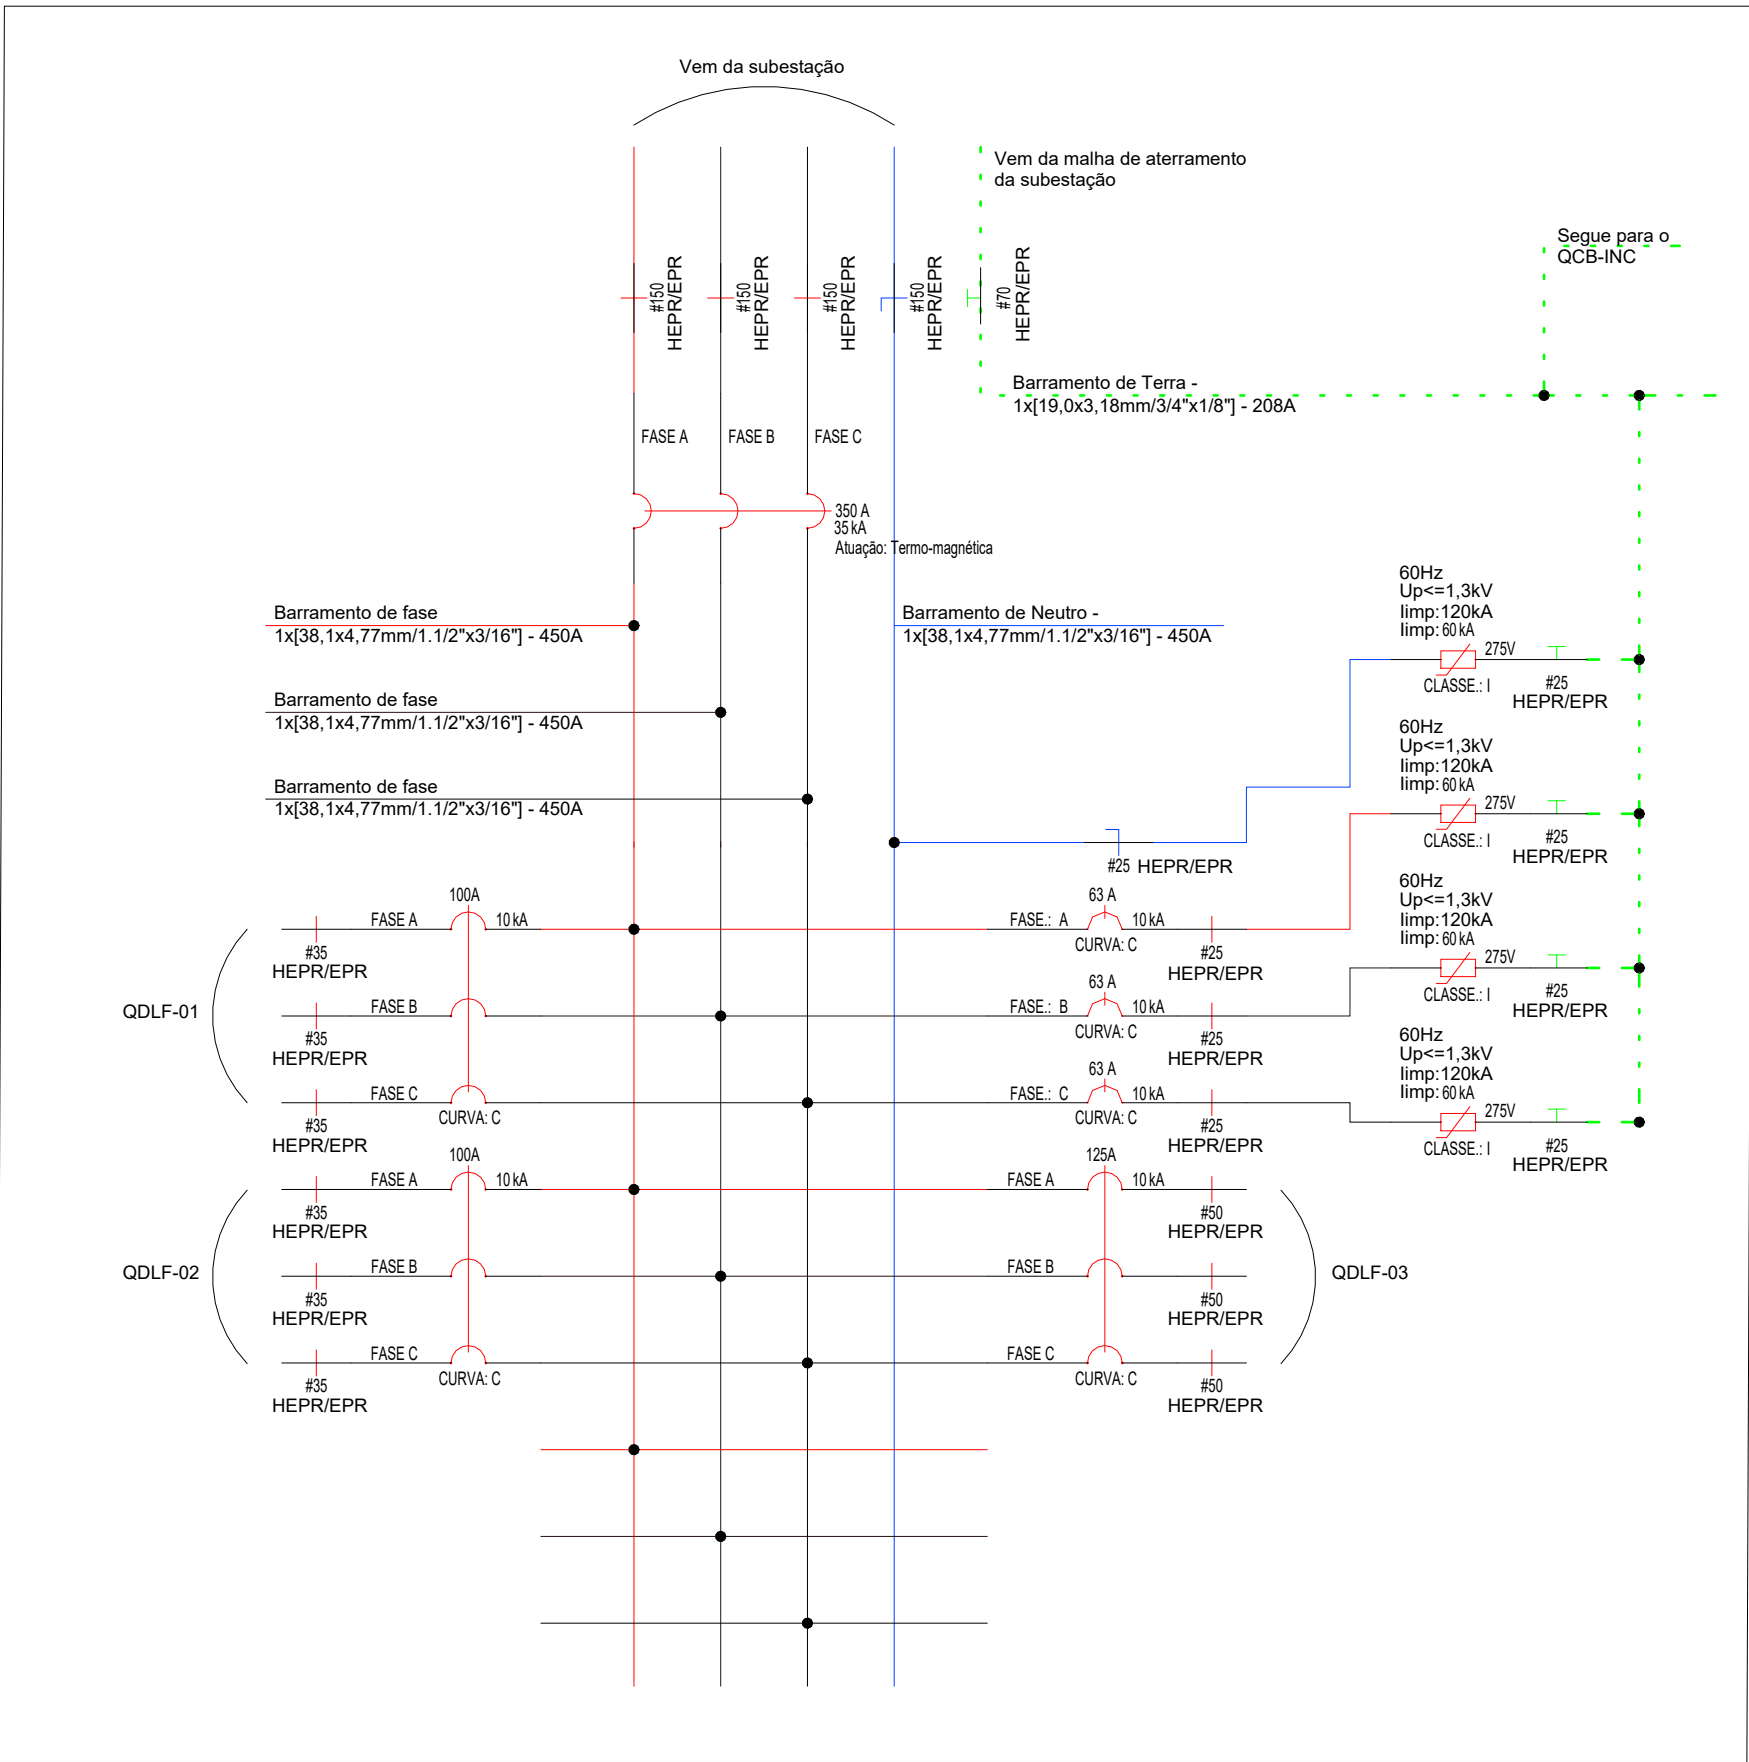 Vem da subestação
Vem da malha de aterramento
da subestação
Segue para o
QCB-INC
#150
HEPR/EPR
#150
HEPR/EPR
#150
HEPR/EPR
#150
HEPR/EPR
#70
HEPR/EPR
Barramento de Terra -
1x[19,0x3,18mm/3/4"x1/8"] - 208A
FASE A
FASE B
FASE C
350 A
35 kA
Atuação: Termo-magnética
Barramento de fase
1x[38,1x4,77mm/1.1/2"x3/16"] - 450A
Barramento de Neutro -
1x[38,1x4,77mm/1.1/2"x3/16"] - 450A
Barramento de fase
1x[38,1x4,77mm/1.1/2"x3/16"] - 450A
Barramento de fase
1x[38,1x4,77mm/1.1/2"x3/16"] - 450A
60Hz
Up<=1,3kV
Iimp:120kA
Iimp: 60 kA
275V
CLASSE.: I
#25
HEPR/EPR
60Hz
Up<=1,3kV
Iimp:120kA
Iimp: 60 kA
275V
CLASSE.: I
#25
HEPR/EPR
60Hz
Up<=1,3kV
Iimp:120kA
Iimp: 60 kA
275V
CLASSE.: I
#25
HEPR/EPR
60Hz
Up<=1,3kV
Iimp:120kA
Iimp: 60 kA
275V
CLASSE.: I
#25
HEPR/EPR
#25 HEPR/EPR
QDLF-01
100A
FASE A
10 kA
#35
HEPR/EPR
FASE B
#35
HEPR/EPR
FASE C
CURVA: C
#35
HEPR/EPR
63 A
FASE.: A
10 kA
CURVA: C
#25
HEPR/EPR
63 A
FASE.: B
10 kA
CURVA: C
#25
HEPR/EPR
63 A
FASE.: C
10 kA
CURVA: C
#25
HEPR/EPR
QDLF-02
100A
FASE A
10 kA
#35
HEPR/EPR
FASE B
#35
HEPR/EPR
FASE C
CURVA: C
#35
HEPR/EPR
125A
FASE A
10 kA
#50
HEPR/EPR
FASE B
#50
HEPR/EPR
FASE C
CURVA: C
#50
HEPR/EPR
QDLF-03